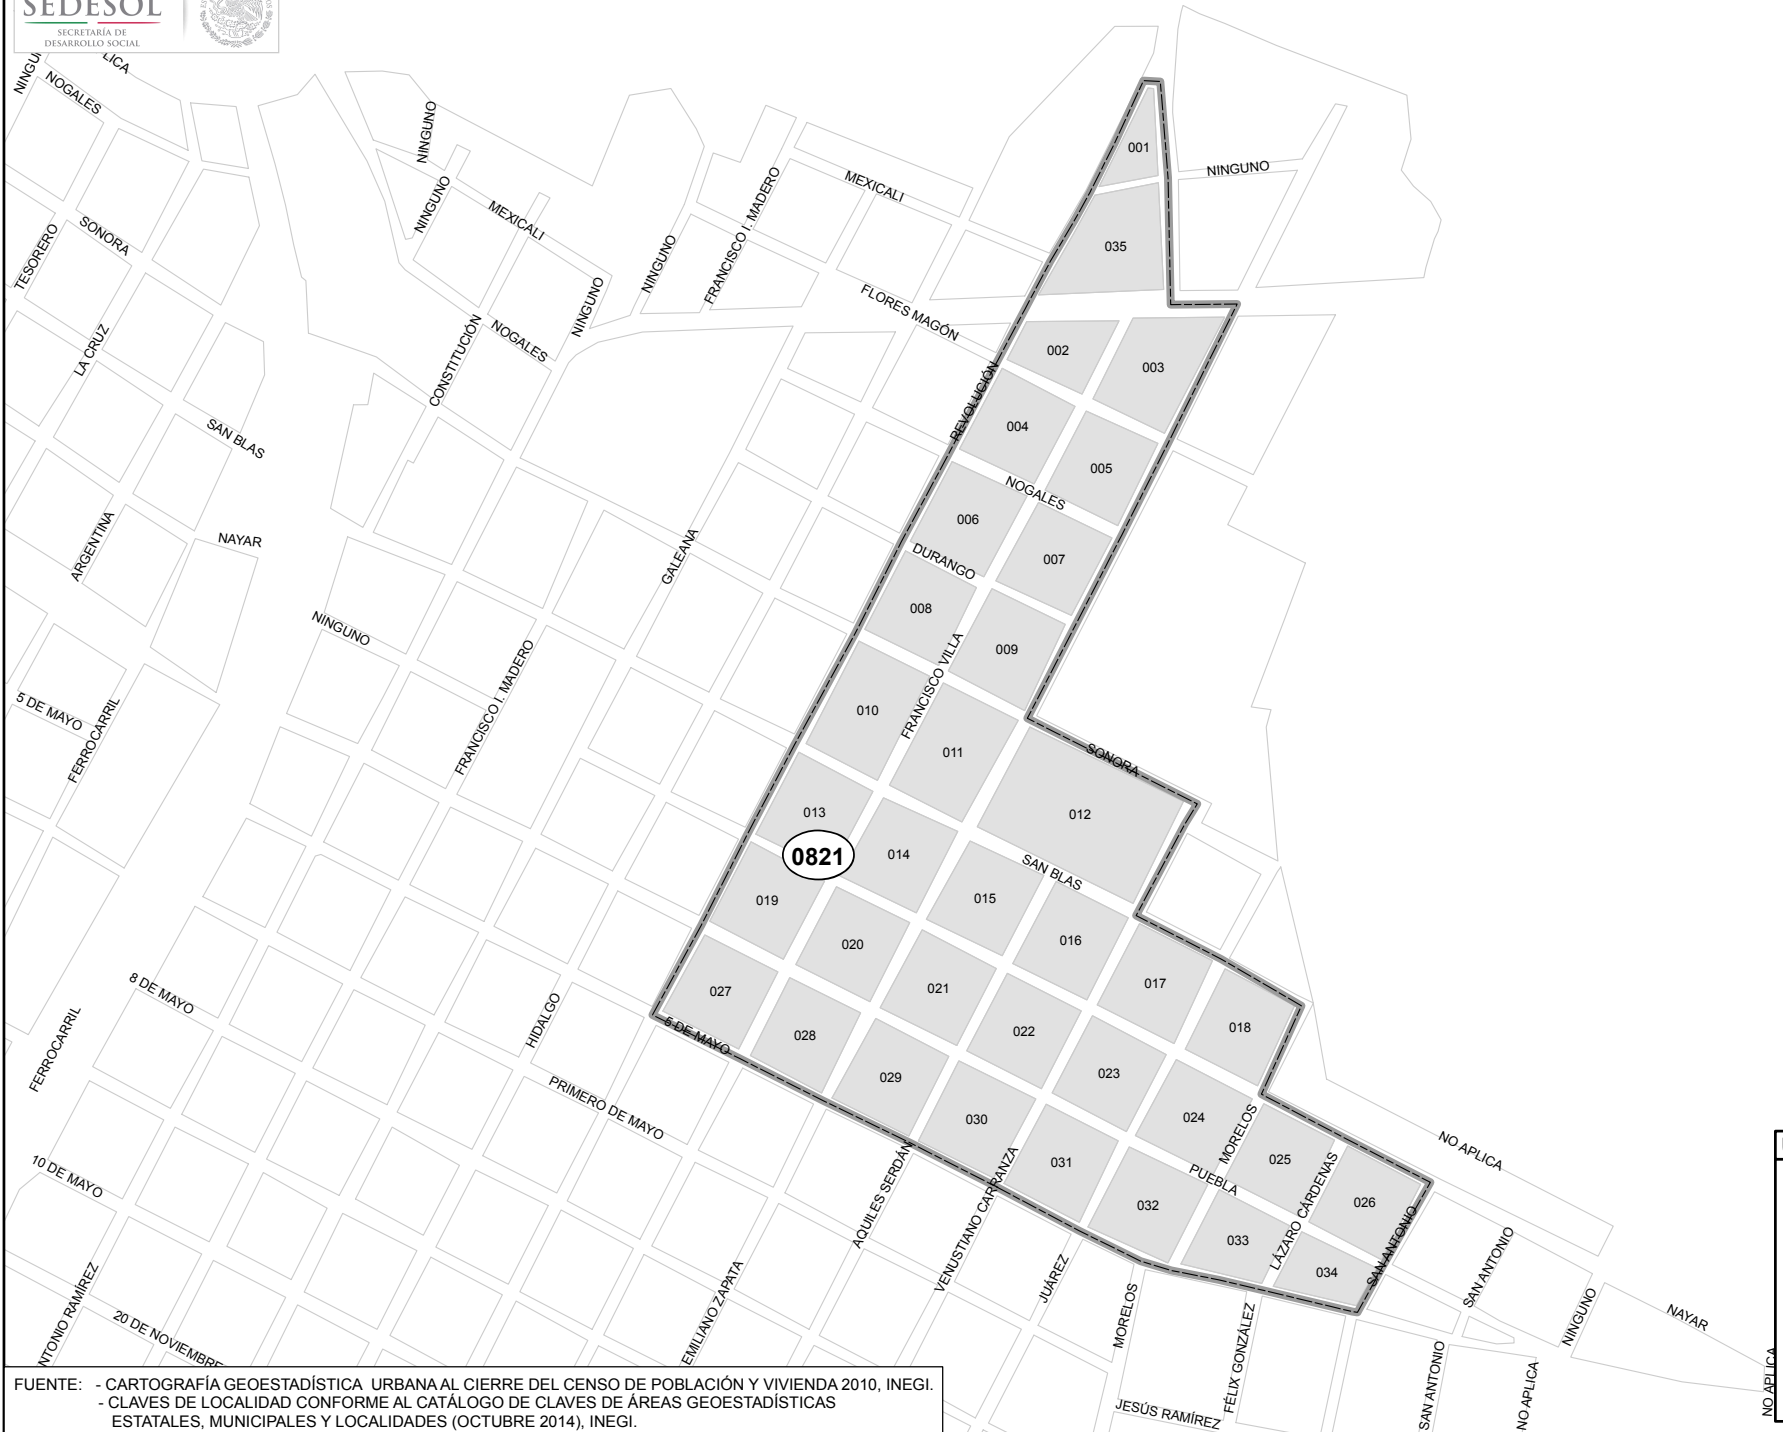 SEDESOL
SECRETARÍA DE
DESARROLLO SOCIAL
NOGALES
NINGUNO
MEXICALI
NINGUNO
MEXICALI
FRANCISCO I. MADERO
NINGUNO
SONORA
TESORERO
NINGUNO
NINGUNO
FLORES MAGÓN
CONSTITUCIÓN
NOGALES
LA CRUZ
SAN BLAS
REVOLUCIÓN
NOGALES
ARGENTINA
NAYAR
GALEANA
DURANGO
NINGUNO
FRANCISCO I. MADERO
FRANCISCO VILLA
5 DE MAYO
FERROCARRIL
SONORA
SAN BLAS
8 DE MAYO
FERROCARRIL
HIDALGO
5 DE MAYO
PRIMERO DE MAYO
10 DE MAYO
AQUILES SERDÁN
VENUSTIANO CARRANZA
MORELOS
PUEBLA
LÁZARO CÁRDENAS
SAN ANTONIO
NO APLICA
SAN ANTONIO
NINGUNO
NAYAR
JUÁREZ
EMILIANO ZAPATA
MORELOS
FÉLIX GONZÁLEZ
SAN ANTONIO
NO APLICA
NO APLICA
20 DE NOVIEMBRE
JESÚS RAMÍREZ
001
035
002
003
004
005
006
007
008
009
010
011
012
013
0821
014
015
016
017
018
019
020
021
022
023
024
025
026
027
028
029
030
031
032
033
034
FUENTE: - CARTOGRAFÍA GEOESTADÍSTICA URBANA AL CIERRE DEL CENSO DE POBLACIÓN Y VIVIENDA 2010, INEGI.
- CLAVES DE LOCALIDAD CONFORME AL CATÁLOGO DE CLAVES DE ÁREAS GEOESTADÍSTICAS
ESTATALES, MUNICIPALES Y LOCALIDADES (OCTUBRE 2014), INEGI.